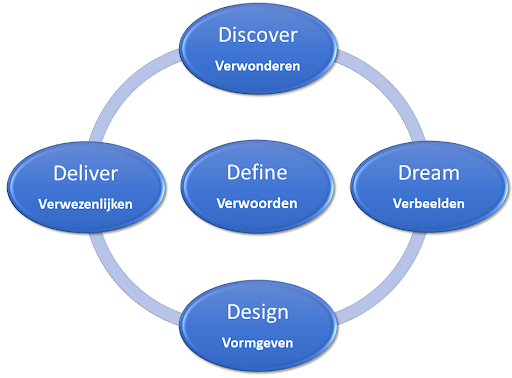 Discover
Verwonderen
Deliver
Verwezenlijken
Define
Verwoorden
Dream
Verbeelden
Design
Vormgeven